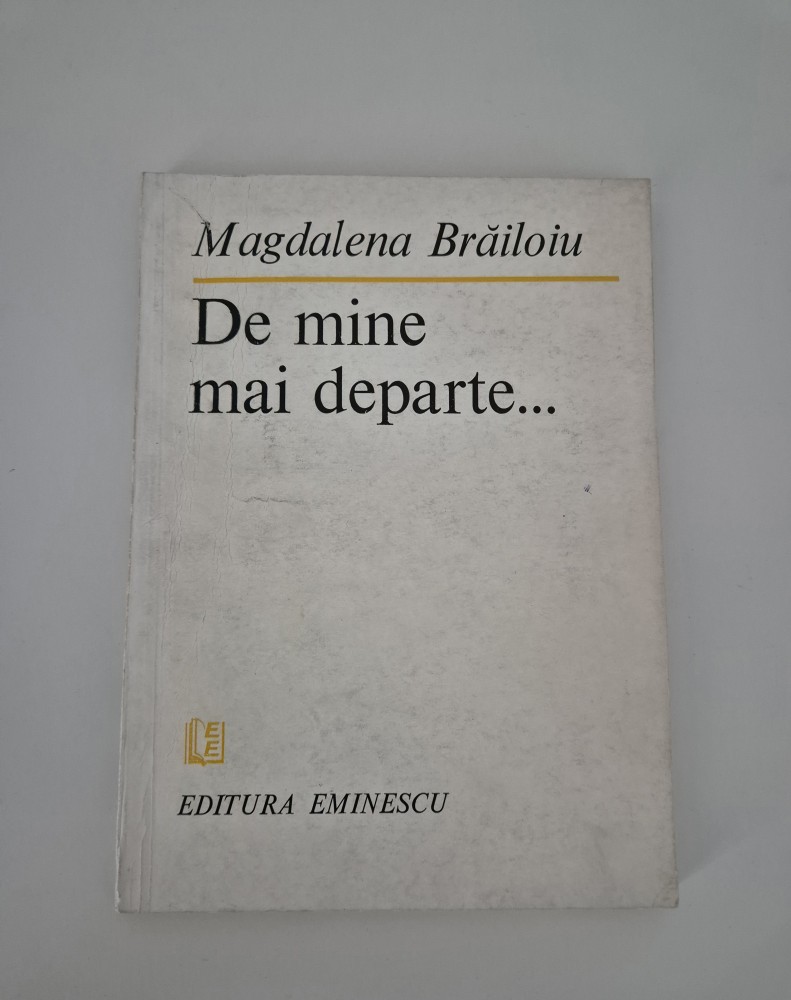 Magdalena Brăiloiu
De mine
mai departe...
E
E
EDITURA EMINESCU